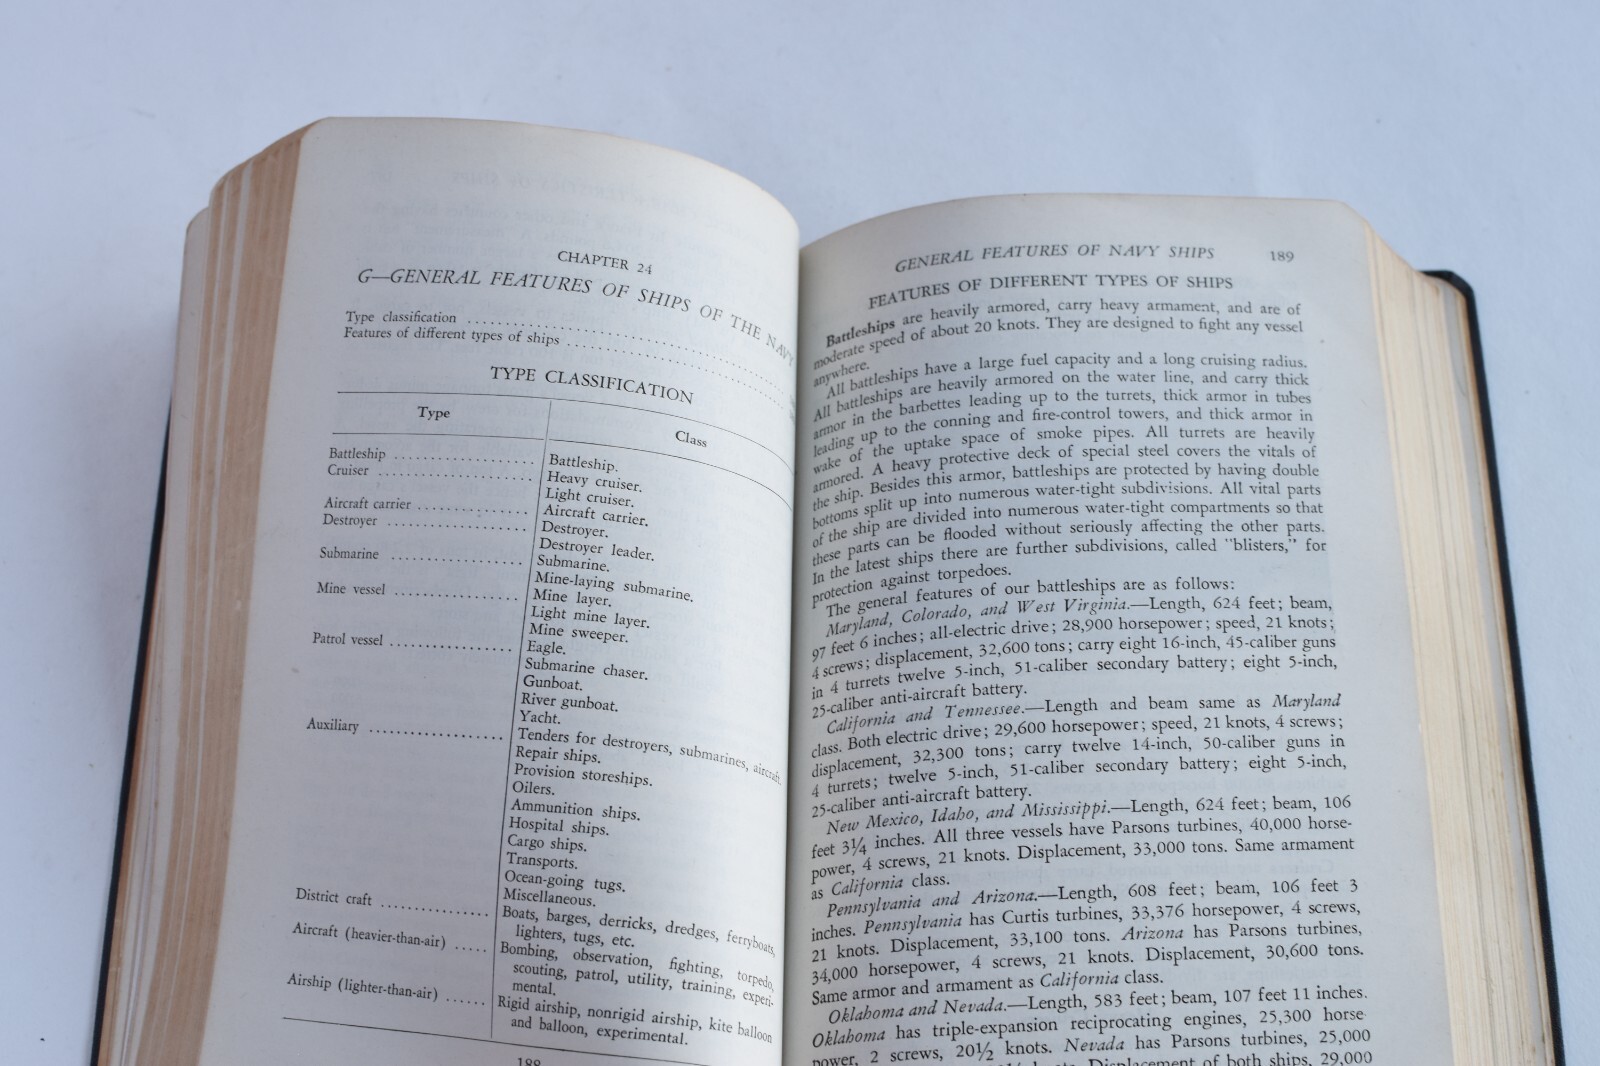 CHAPTER 24
G—GENERAL FEATURES OF SHIPS OF THE NAVY
Type classification
Features of different types of ships
TYPE CLASSIFICATION
Type Class
Battleship Battleship.
Cruiser Heavy cruiser.
Light cruiser.
Aircraft carrier Aircraft carrier.
Destroyer Destroyer.
Destroyer leader.
Submarine Submarine.
Mine-laying submarine.
Mine vessel Mine layer.
Light mine layer.
Mine sweeper.
Patrol vessel Eagle.
Submarine chaser.
Gunboat.
River gunboat.
Yacht.
Auxiliary Tenders for destroyers, submarines, aircraft.
Repair ships.
Provision storeships.
Oilers.
Ammunition ships.
Hospital ships.
Cargo ships.
Transports.
Ocean-going tugs.
Miscellaneous.
District craft Boats, barges, derricks, dredges, ferryboats,
lighters, tugs, etc.
Aircraft (heavier-than-air) Bombing, observation, fighting, torpedo,
scouting, patrol, utility, training, experi-
mental.
Airship (lighter-than-air) Rigid airship, nonrigid airship, kite balloon
and balloon, experimental.
188
GENERAL FEATURES OF NAVY SHIPS 189
FEATURES OF DIFFERENT TYPES OF SHIPS
Battleships are heavily armored, carry heavy armament, and are of
moderate speed of about 20 knots. They are designed to fight any vessel
anywhere.
All battleships have a large fuel capacity and a long cruising radius.
All battleships are heavily armored on the water line, and carry thick
armor in the barbettes leading up to the turrets, thick armor in tubes
leading up to the conning and fire-control towers, and thick armor in
wake of the uptake space of smoke pipes. All turrets are heavily
armored. A heavy protective deck of special steel covers the vitals of
the ship. Besides this armor, battleships are protected by having double
bottoms split up into numerous water-tight subdivisions. All vital parts
of the ship are divided into numerous water-tight compartments so that
these parts can be flooded without seriously affecting the other parts.
In the latest ships there are further subdivisions, called "blisters," for
protection against torpedoes.
The general features of our battleships are as follows:
Maryland, Colorado, and West Virginia.—Length, 624 feet; beam,
97 feet 6 inches; all-electric drive; 28,900 horsepower; speed, 21 knots;
4 screws; displacement, 32,600 tons; carry eight 16-inch, 45-caliber guns
in 4 turrets twelve 5-inch, 51-caliber secondary battery; eight 5-inch,
25-caliber anti-aircraft battery.
California and Tennessee.—Length and beam same as Maryland
class. Both electric drive; 29,600 horsepower; speed, 21 knots, 4 screws;
displacement, 32,300 tons; carry twelve 14-inch, 50-caliber guns in
4 turrets; twelve 5-inch, 51-caliber secondary battery; eight 5-inch,
25-caliber anti-aircraft battery.
New Mexico, Idaho, and Mississippi.—Length, 624 feet; beam, 106
feet 3¼ inches. All three vessels have Parsons turbines, 40,000 horse-
power, 4 screws, 21 knots. Displacement, 33,000 tons. Same armament
as California class.
Pennsylvania and Arizona.—Length, 608 feet; beam, 106 feet 3
inches. Pennsylvania has Curtis turbines, 33,376 horsepower, 4 screws,
21 knots. Displacement, 33,100 tons. Arizona has Parsons turbines,
34,000 horsepower, 4 screws, 21 knots. Displacement, 30,600 tons.
Same armor and armament as California class.
Oklahoma and Nevada.—Length, 583 feet; beam, 107 feet 11 inches.
Oklahoma has triple-expansion reciprocating engines, 25,300 horse-
power, 2 screws, 20½ knots. Nevada has Parsons turbines, 25,000
knots. Displacement of both ships, 29,000